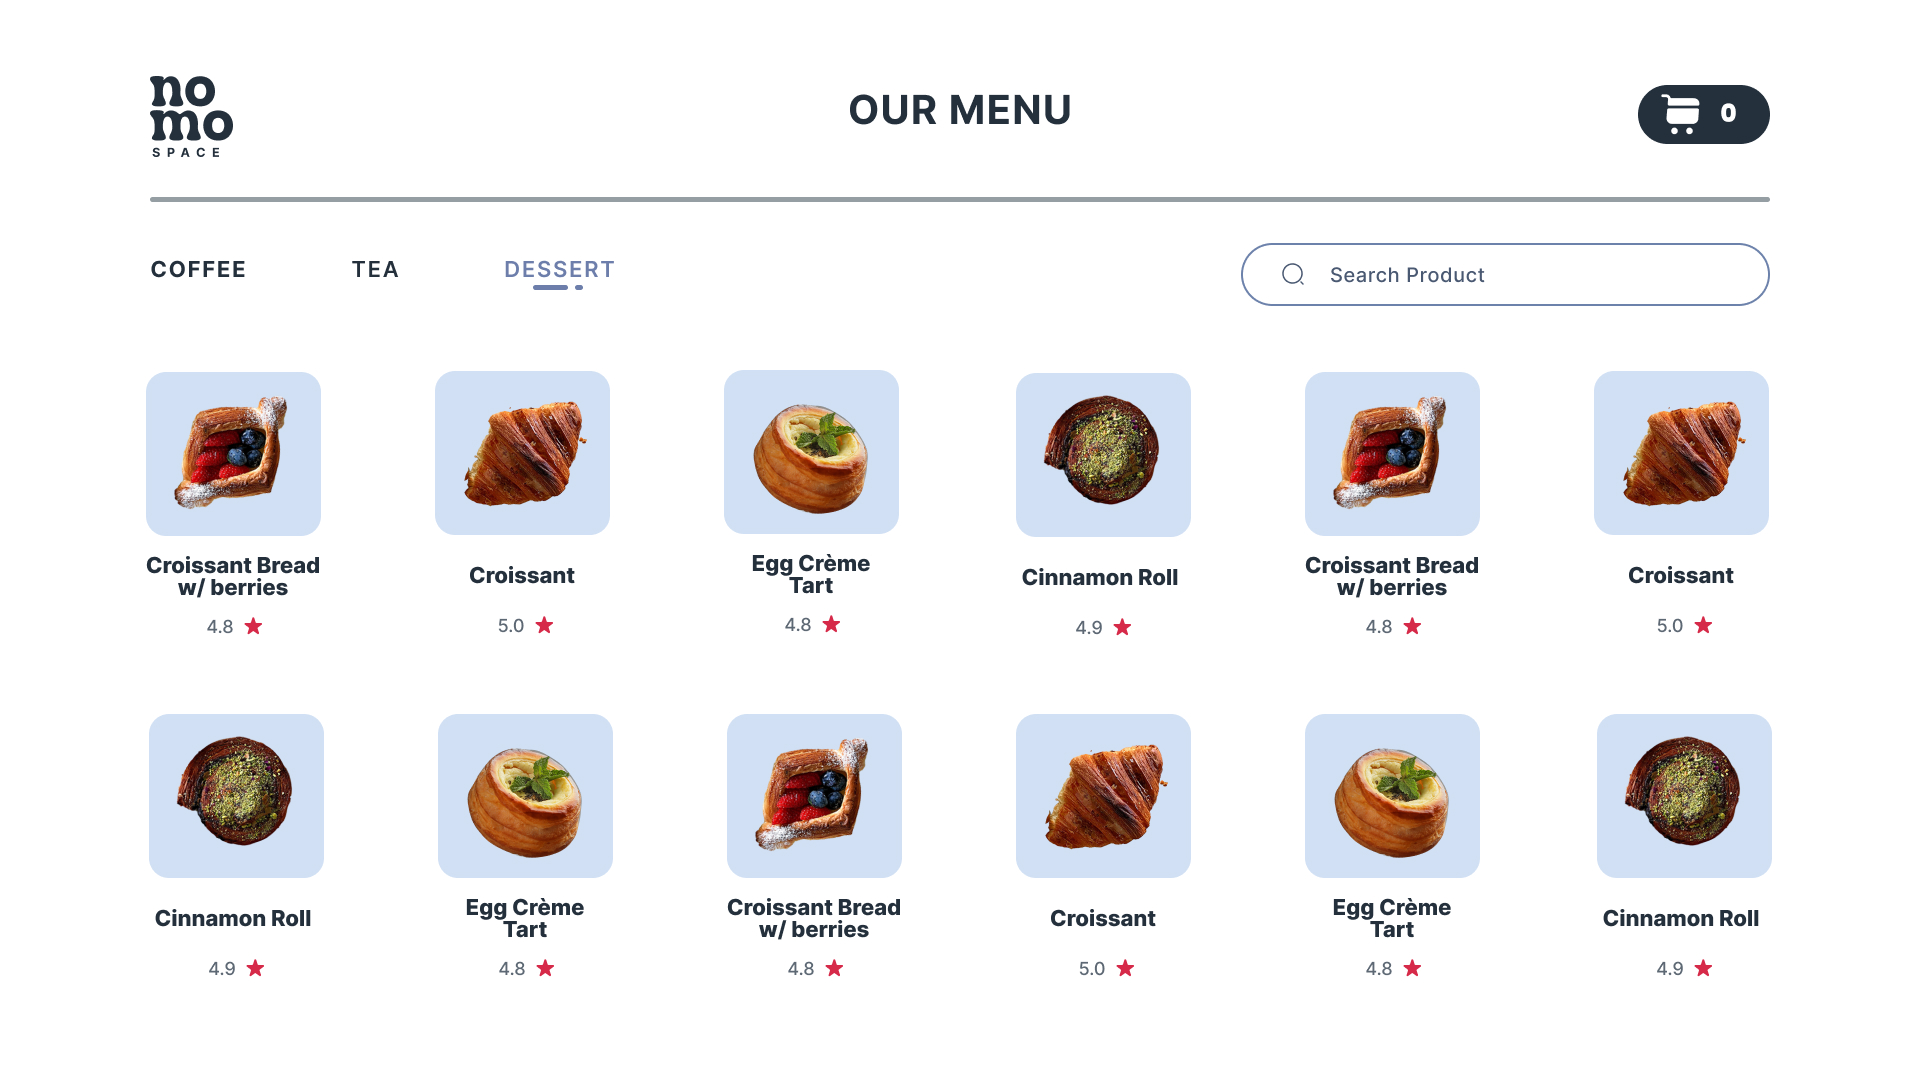 no
mo
SPACE
OUR MENU
0
COFFEE
TEA
DESSERT
Search Product
Croissant Bread
w/ berries
4.8
Croissant
5.0
Egg Crème
Tart
4.8
Cinnamon Roll
4.9
Croissant Bread
w/ berries
4.8
Croissant
5.0
Cinnamon Roll
4.9
Egg Crème
Tart
4.8
Croissant Bread
w/ berries
4.8
Croissant
5.0
Egg Crème
Tart
4.8
Cinnamon Roll
4.9